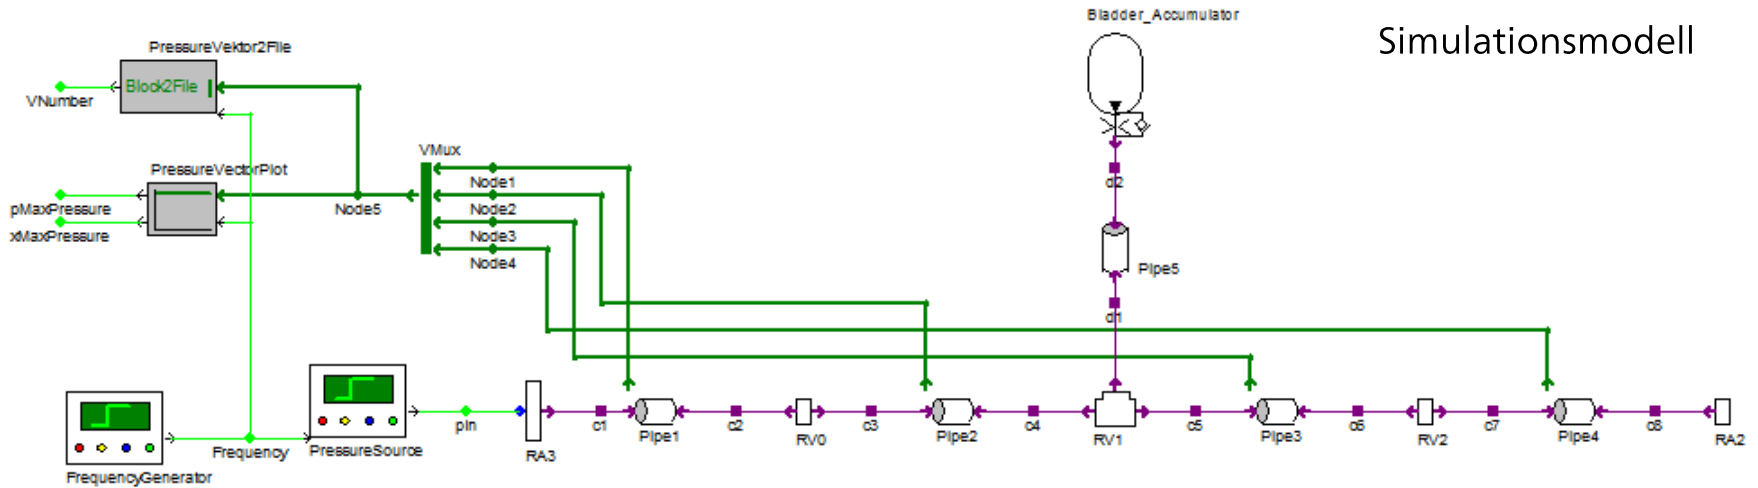 Bladder_Accumulator
Simulationsmodell
PressureVektor2File
Block2File
VNumber
VMux
PressureVectorPlot
Node1
d2
pMaxPressure
Node5
Node2
xMaxPressure
Node3
Node4
Pipe5
d1
pin
c1
Pipe1
c2
RV0
c3
Pipe2
c4
RV1
c5
Pipe3
c6
RV2
c7
Pipe4
c8
RA2
Frequency
PressureSource
RA3
FrequencyGenerator